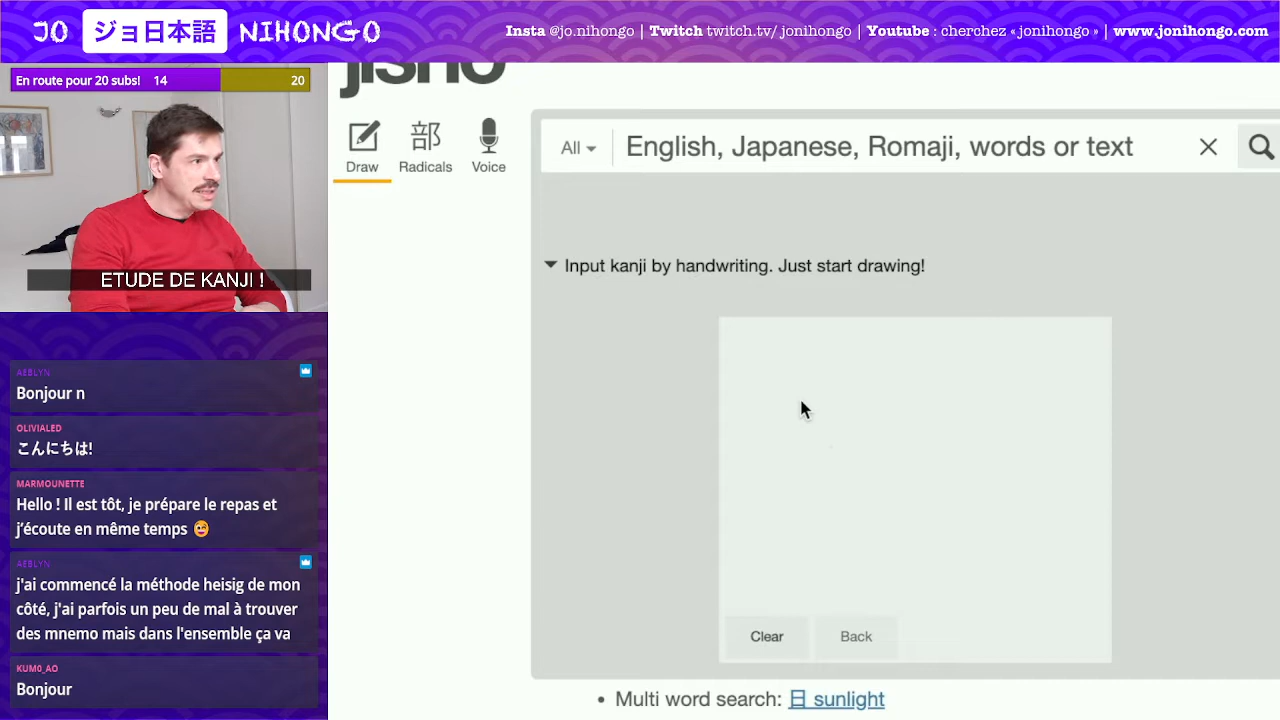 JO ジョ日本語 NIHONGO
Insta @jo.nihongo | Twitch twitch.tv/jonihongo | Youtube : cherchez « jonihongo » | www.jonihongo.com
En route pour 20 subs! 14 20
ETUDE DE KANJI !
AEBLYN
Bonjour n
OLIVIALED
こんにちは!
MARMOUNETTE
Hello ! Il est tôt, je prépare le repas et
j’écoute en même temps
AEBLYN
j'ai commencé la méthode heisig de mon
côté, j'ai parfois un peu de mal à trouver
des mnemo mais dans l'ensemble ça va
KUM0_AO
Bonjour
jisho
Draw
部
Radicals
Voice
All
English, Japanese, Romaji, words or text
Input kanji by handwriting. Just start drawing!
Clear
Back
• Multi word search: 日 sunlight